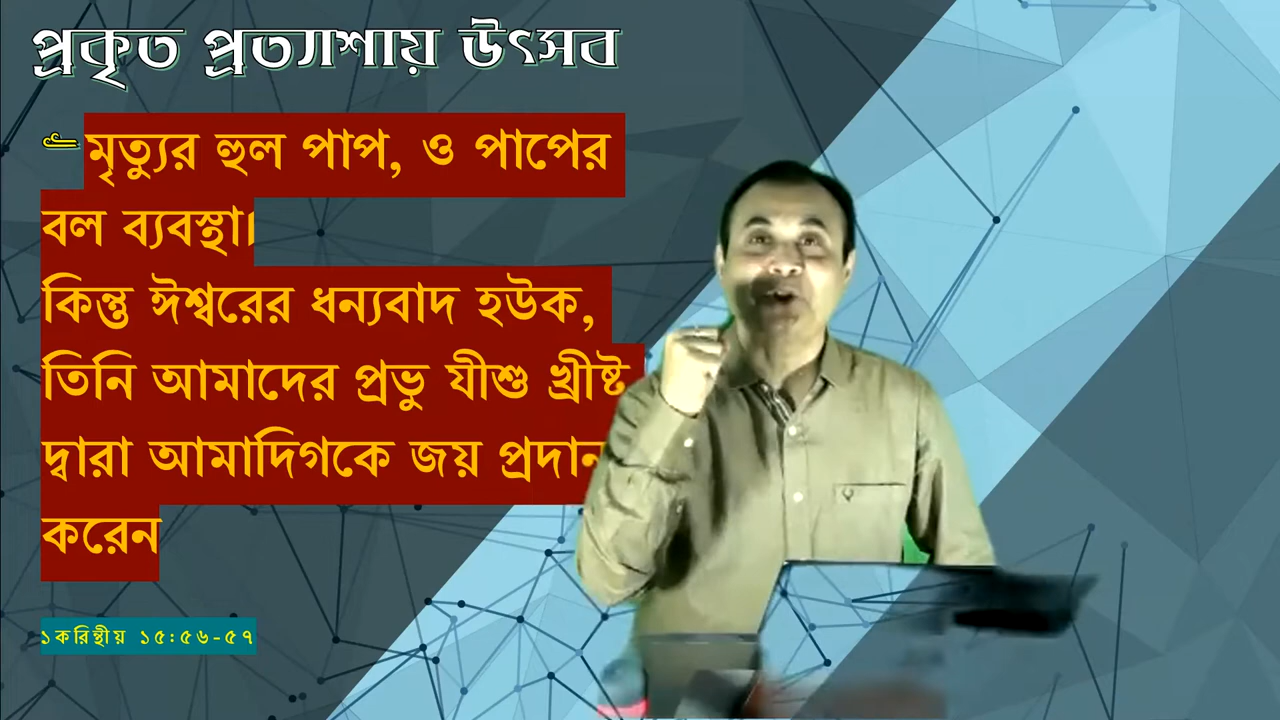 প্রকৃত প্রত্যাশায় উৎসব
মৃত্যুর হুল পাপ, ও পাপের
বল ব্যবস্থা।
কিন্তু ঈশ্বরের ধন্যবাদ হউক,
তিনি আমাদের প্রভু যীশু খ্রীষ্ট
দ্বারা আমাদিগকে জয় প্রদান
করেন
১করিন্থীয় ১৫:৫৬-৫৭